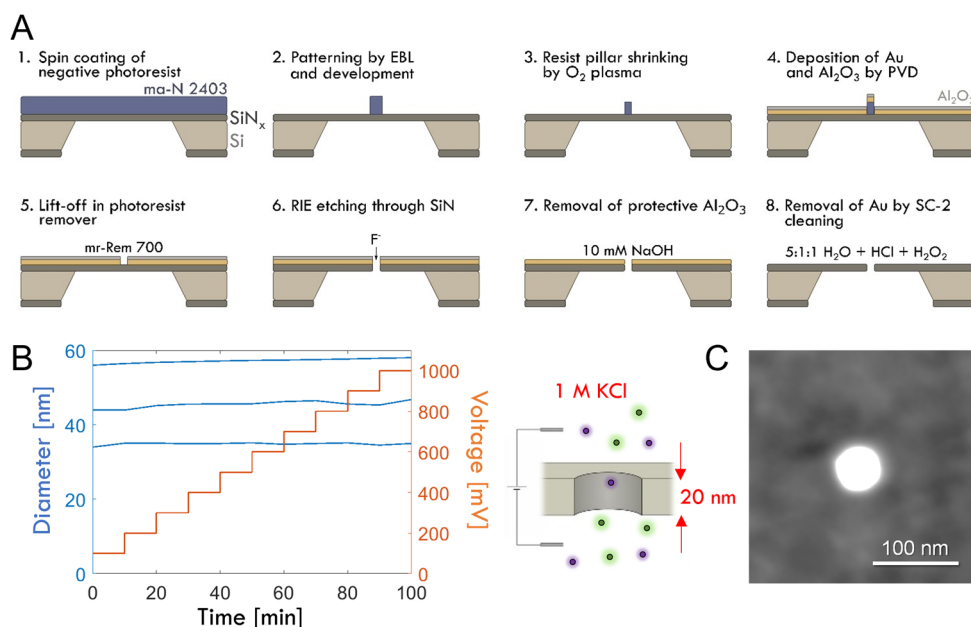 A
1. Spin coating of
negative photoresist
ma-N 2403
SiNₓ
Si
2. Patterning by EBL
and development
3. Resist pillar shrinking
by O₂ plasma
4. Deposition of Au
and Al₂O₃ by PVD
Al₂O₃
5. Lift-off in photoresist
remover
mr-Rem 700
6. RIE etching through SiN
F⁻
7. Removal of protective Al₂O₃
10 mM NaOH
8. Removal of Au by SC-2
cleaning
5:1:1 H₂O + HCl + H₂O₂
B
60
40
20
0
Diameter [nm]
0 20 40 60 80 100
Time [min]
1000
800
600
400
200
0
Voltage [mV]
1 M KCl
20 nm
C
100 nm